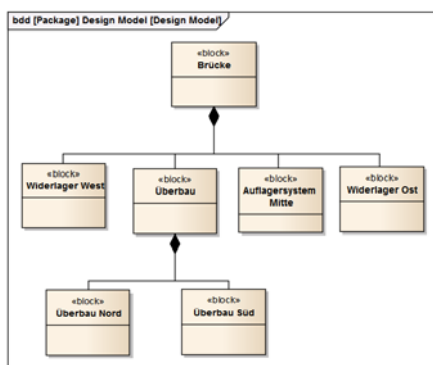 bdd [Package] Design Model [Design Model]
«block»
Brücke
«block»
Widerlager West
«block»
Überbau
«block»
Auflagersystem
Mitte
«block»
Widerlager Ost
«block»
Überbau Nord
«block»
Überbau Süd